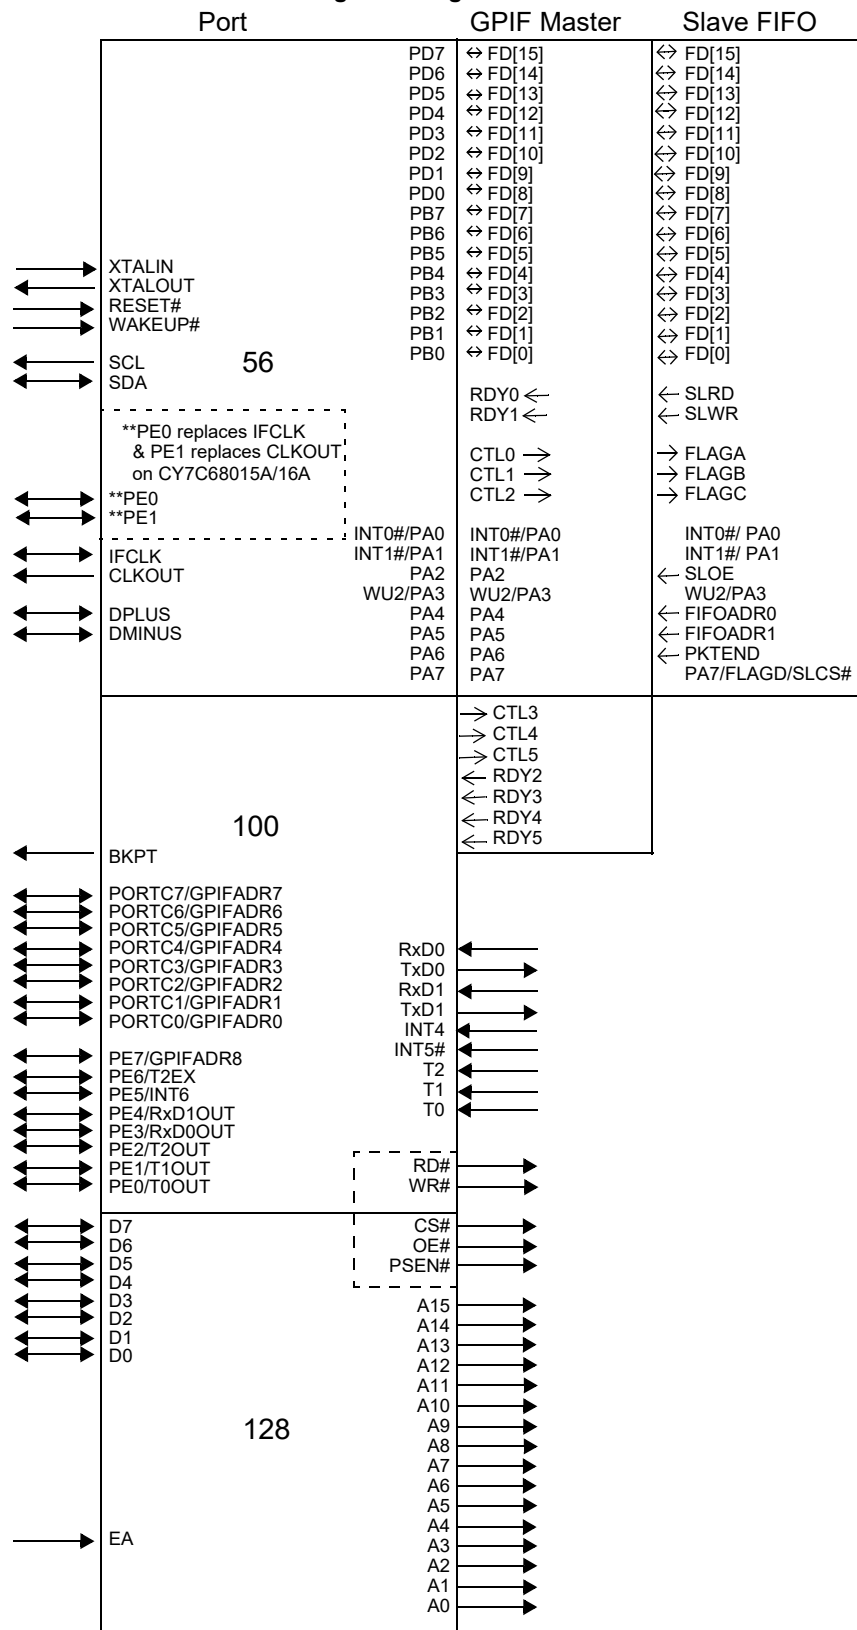 Port GPIF Master Slave FIFO
PD7 FD[15] FD[15]
PD6 FD[14] FD[14]
PD5 FD[13] FD[13]
PD4 FD[12] FD[12]
PD3 FD[11] FD[11]
PD2 FD[10] FD[10]
PD1 FD[9] FD[9]
PD0 FD[8] FD[8]
PB7 FD[7] FD[7]
PB6 FD[6] FD[6]
PB5 FD[5] FD[5]
PB4 FD[4] FD[4]
PB3 FD[3] FD[3]
PB2 FD[2] FD[2]
PB1 FD[1] FD[1]
PB0 FD[0] FD[0]
XTALIN
XTALOUT
RESET#
WAKEUP#
SCL
SDA
56
RDY0 SLRD
RDY1 SLWR
CTL0 FLAGA
CTL1 FLAGB
CTL2 FLAGC
**PE0 replaces IFCLK
& PE1 replaces CLKOUT
on CY7C68015A/16A
**PE0
**PE1
IFCLK
CLKOUT
DPLUS
DMINUS
INT0#/PA0 INT0#/PA0 INT0#/ PA0
INT1#/PA1 INT1#/PA1 INT1#/ PA1
PA2 PA2 SLOE
WU2/PA3 WU2/PA3 WU2/PA3
PA4 PA4 FIFOADR0
PA5 PA5 FIFOADR1
PA6 PA6 PKTEND
PA7 PA7 PA7/FLAGD/SLCS#
CTL3
CTL4
CTL5
RDY2
RDY3
RDY4
RDY5
100
BKPT
PORTC7/GPIFADR7
PORTC6/GPIFADR6
PORTC5/GPIFADR5
PORTC4/GPIFADR4
PORTC3/GPIFADR3
PORTC2/GPIFADR2
PORTC1/GPIFADR1
PORTC0/GPIFADR0
PE7/GPIFADR8
PE6/T2EX
PE5/INT6
PE4/RxD1OUT
PE3/RxD0OUT
PE2/T2OUT
PE1/T1OUT
PE0/T0OUT
RxD0
TxD0
RxD1
TxD1
INT4
INT5#
T2
T1
T0
RD#
WR#
CS#
OE#
PSEN#
D7
D6
D5
D4
D3
D2
D1
D0
A15
A14
A13
A12
A11
A10
A9
A8
A7
A6
A5
A4
A3
A2
A1
A0
128
EA